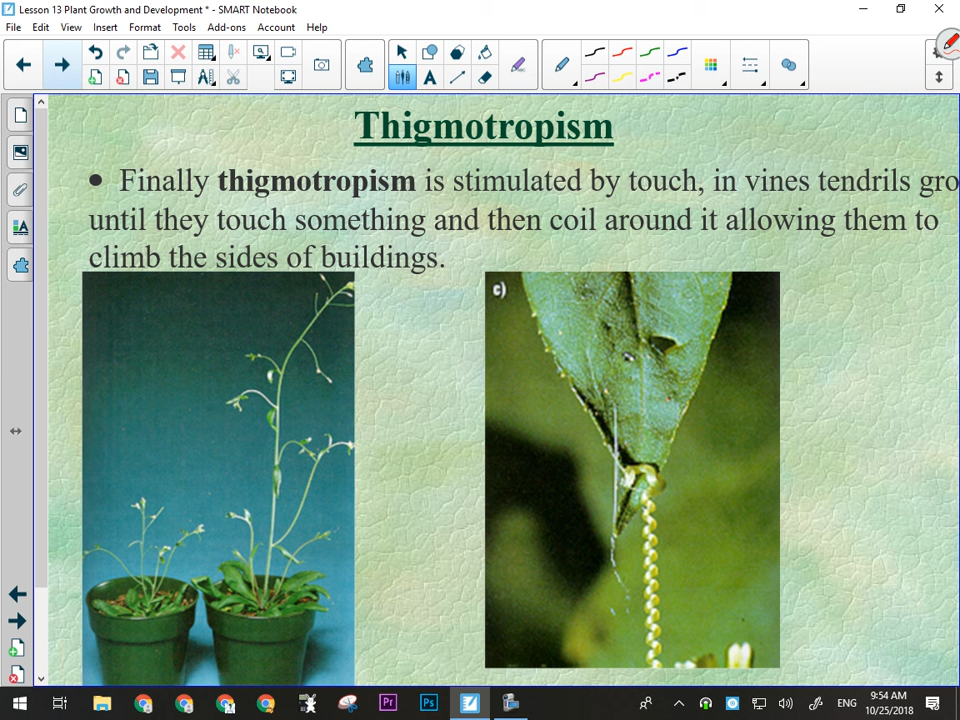 Lesson 13 Plant Growth and Development * - SMART Notebook
File Edit View Insert Format Tools Add-ons Account Help
Thigmotropism
• Finally thigmotropism is stimulated by touch, in vines tendrils gro
until they touch something and then coil around it allowing them to
climb the sides of buildings.
c)
Pr Ps ENG
9:54 AM
10/25/2018